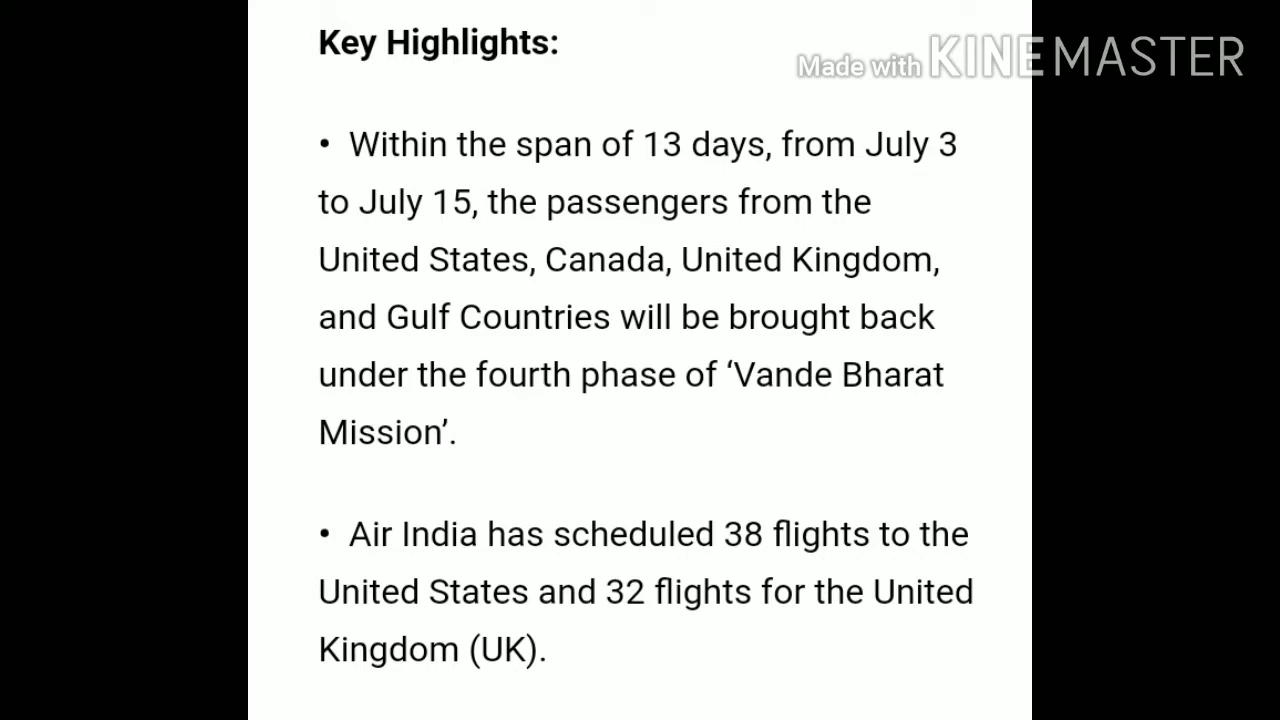 Key Highlights:
Made with KINEMASTER
• Within the span of 13 days, from July 3
to July 15, the passengers from the
United States, Canada, United Kingdom,
and Gulf Countries will be brought back
under the fourth phase of ‘Vande Bharat
Mission’.
• Air India has scheduled 38 flights to the
United States and 32 flights for the United
Kingdom (UK).